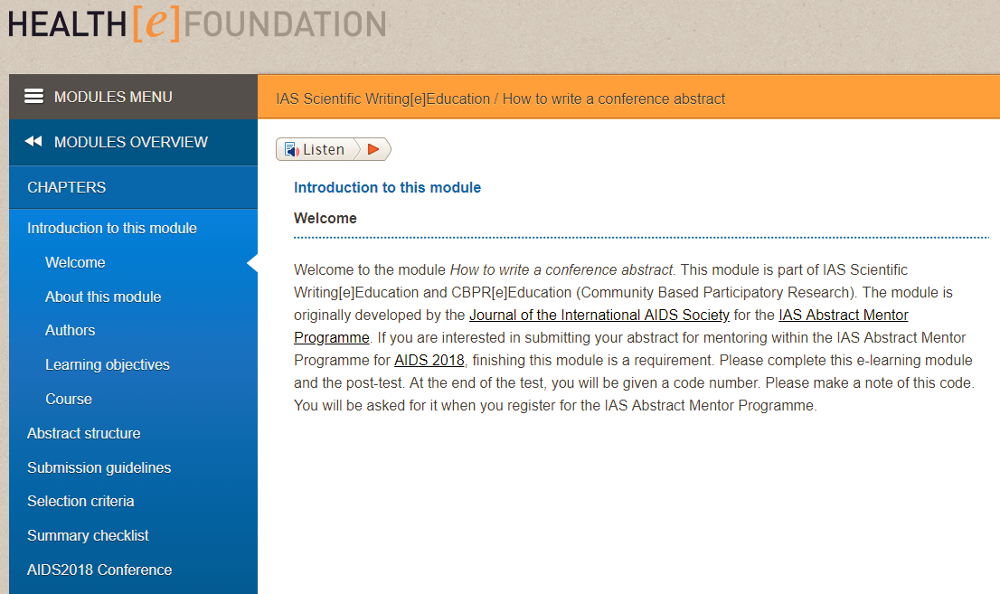 HEALTH[e]FOUNDATION
MODULES MENU
MODULES OVERVIEW
CHAPTERS
Introduction to this module
Welcome
About this module
Authors
Learning objectives
Course
Abstract structure
Submission guidelines
Selection criteria
Summary checklist
AIDS2018 Conference
IAS Scientific Writing[e]Education / How to write a conference abstract
Listen
Introduction to this module
Welcome
Welcome to the module How to write a conference abstract. This module is part of IAS Scientific
Writing[e]Education and CBPR[e]Education (Community Based Participatory Research). The module is
originally developed by the Journal of the International AIDS Society for the IAS Abstract Mentor
Programme. If you are interested in submitting your abstract for mentoring within the IAS Abstract Mentor
Programme for AIDS 2018, finishing this module is a requirement. Please complete this e-learning module
and the post-test. At the end of the test, you will be given a code number. Please make a note of this code.
You will be asked for it when you register for the IAS Abstract Mentor Programme.